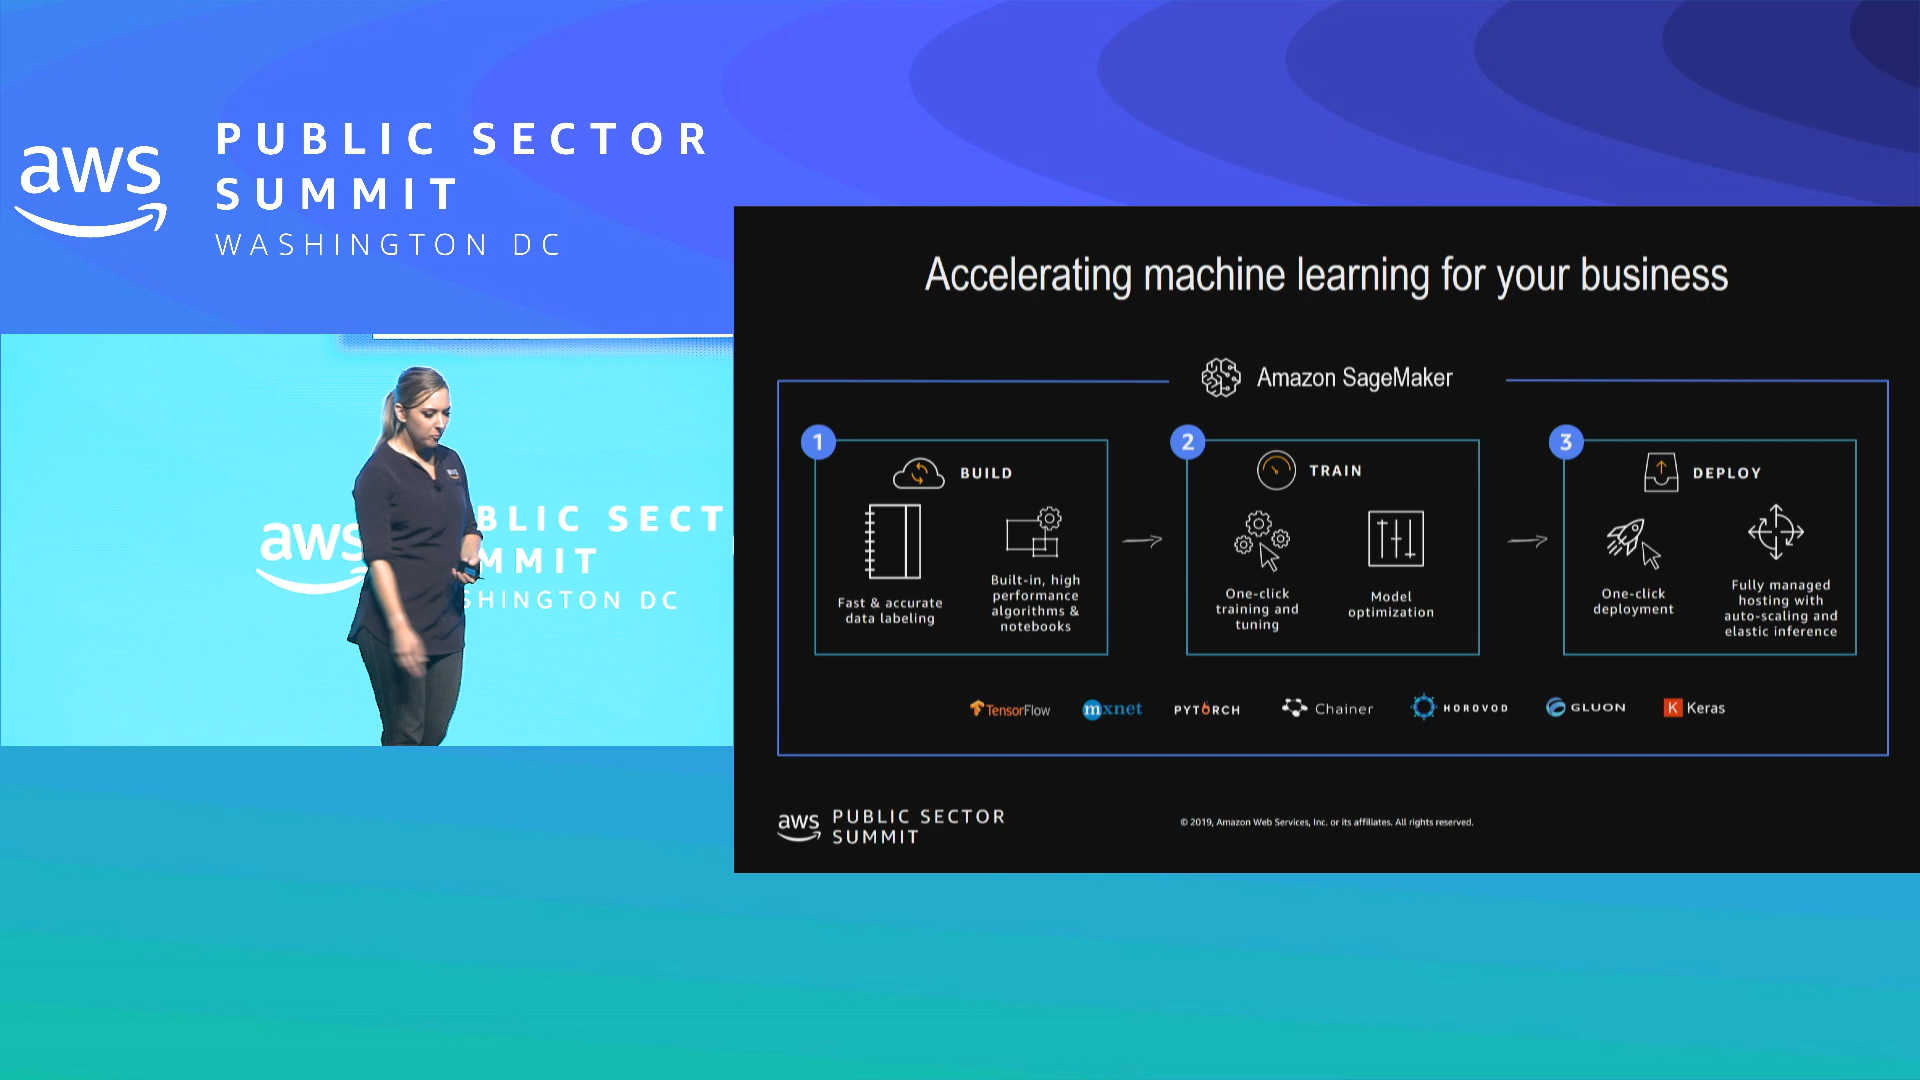 aws
PUBLIC SECTOR
SUMMIT
WASHINGTON DC
aws
BLIC SECT
MMIT
SHINGTON DC
aws
Accelerating machine learning for your business
Amazon SageMaker
1
BUILD
Fast & accurate
data labeling
Built-in, high
performance
algorithms &
notebooks
2
TRAIN
One-click
training and
tuning
Model
optimization
3
DEPLOY
One-click
deployment
Fully managed
hosting with
auto-scaling and
elastic inference
TensorFlow
mxnet
PYTORCH
Chainer
HOROVOD
GLUON
K Keras
aws
PUBLIC SECTOR
SUMMIT
© 2019, Amazon Web Services, Inc. or its affiliates. All rights reserved.